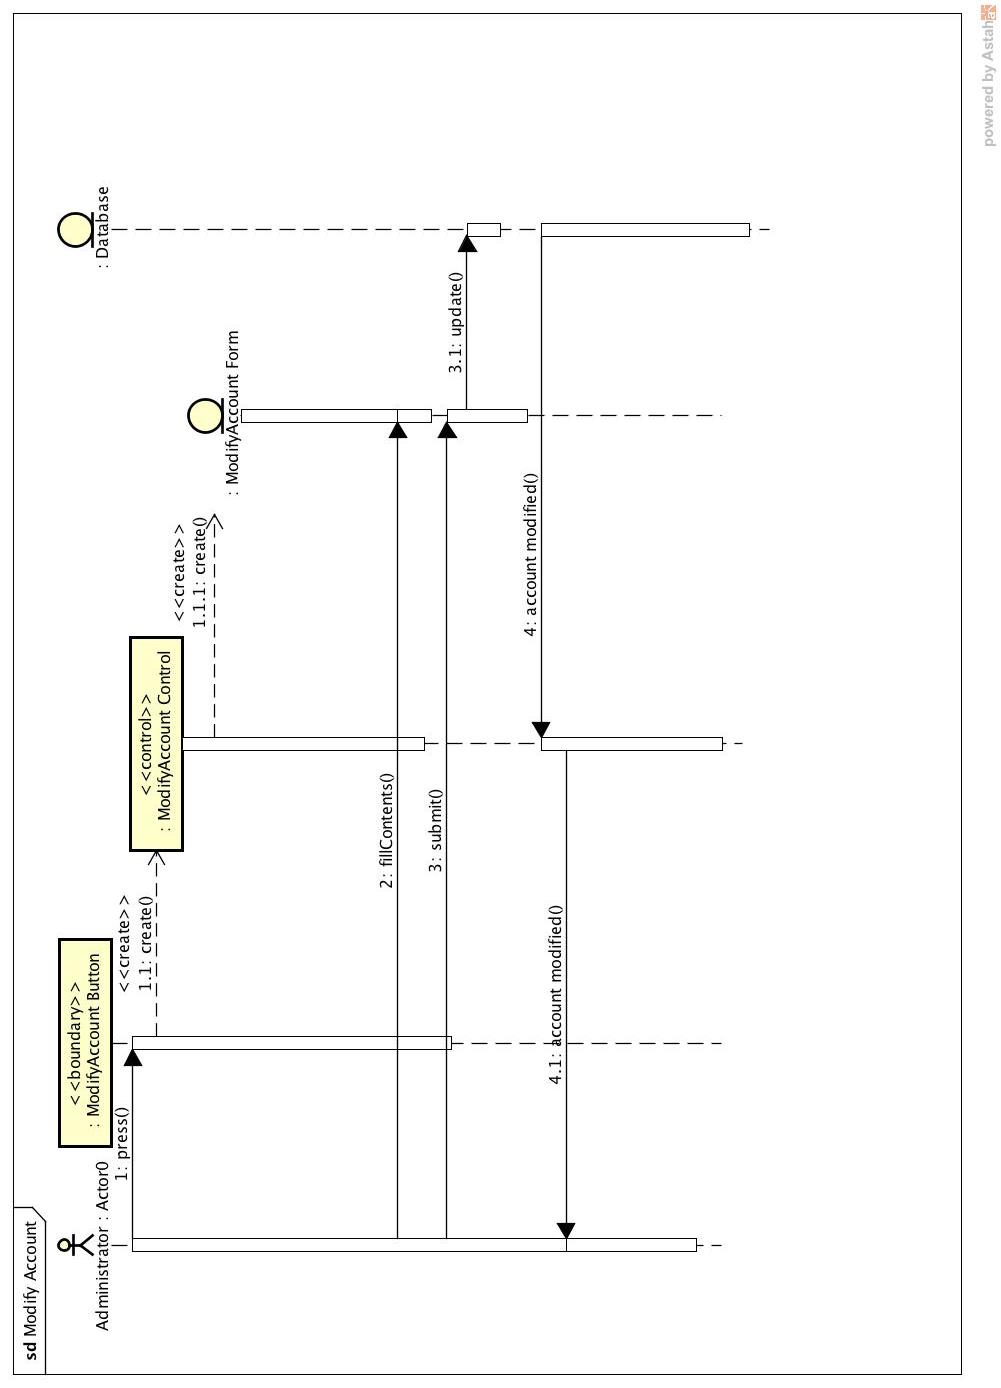 sd Modify Account
Administrator : Actor0
<<boundary>>
: ModifyAccount Button
<<control>>
: ModifyAccount Control
: ModifyAccount Form
: Database
1: press()
<<create>>
1.1: create()
<<create>>
1.1.1: create()
2: fillContents()
3: submit()
3.1: update()
4: account modified()
4.1: account modified()
powered by Astah